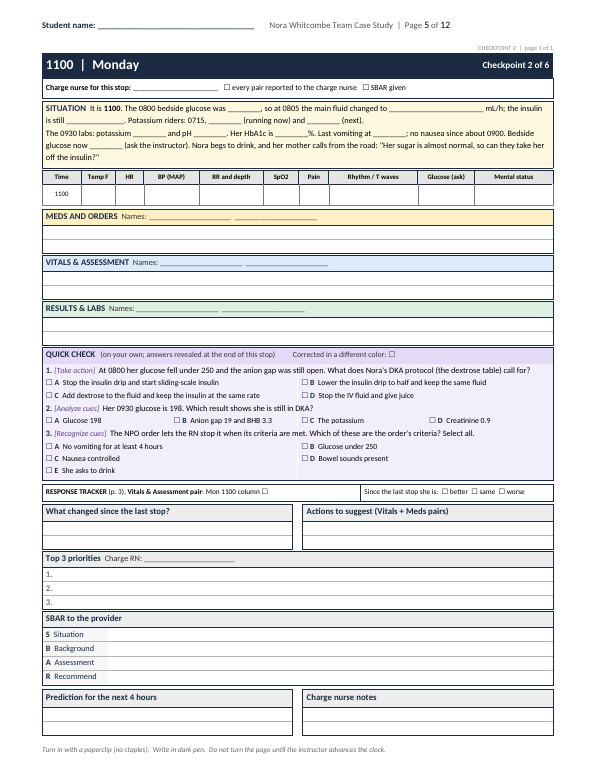 Student name: ______________________________ Nora Whitcombe Team Case Study | Page 5 of 12
CHECKPOINT 2 | page 1 of 1
1100 | Monday Checkpoint 2 of 6
Charge nurse for this stop: ____________________ ☐ every pair reported to the charge nurse ☐ SBAR given
SITUATION It is 1100. The 0800 bedside glucose was ________, so at 0805 the main fluid changed to ______________________ mL/h; the insulin
is still ____________. Potassium riders: 0715, ________ (running now) and ________ (next).
The 0930 labs: potassium ________ and pH ________. Her HbA1c is ________%. Last vomiting at ________; no nausea since about 0900. Bedside
glucose now ________ (ask the instructor). Nora begins to drink, and her mother calls from the road: "Her sugar is almost normal, so can they take her
off the insulin?"
Time Temp F HR BP (MAP) RR and depth SpO2 Pain Rhythm / T waves Glucose (ask) Mental status
1100
MEDS AND ORDERS Names: ____________________ ____________________
VITALS & ASSESSMENT Names: ____________________ ____________________
RESULTS & LABS Names: ____________________ ____________________
QUICK CHECK (on your own; answers revealed at the end of this stop) Corrected in a different color: ☐
1. [Take action] At 0800 her glucose fell under 250 and the anion gap was still open. What does Nora's DKA protocol (the dextrose table) call for?
☐ A Stop the insulin drip and start sliding-scale insulin ☐ B Lower the insulin drip to half and keep the same fluid
☐ C Add dextrose to the fluid and keep the insulin at the same rate ☐ D Stop the IV fluid and give juice
2. [Analyze cues] Her 0930 glucose is 198. Which result shows she is still in DKA?
☐ A Glucose 198 ☐ B Anion gap 19 and BHB 3.3 ☐ C The potassium ☐ D Creatinine 0.9
3. [Recognize cues] The NPO order lets the RN stop it when its criteria are met. Which of these are the order's criteria? Select all.
☐ A No vomiting for at least 4 hours ☐ B Glucose under 250
☐ C Nausea controlled ☐ D Bowel sounds present
☐ E She asks to drink
RESPONSE TRACKER (p. 3), Vitals & Assessment pair: Mon 1100 column ☐ Since the last stop she is: ☐ better ☐ same ☐ worse
What changed since the last stop? Actions to suggest (Vitals + Meds pairs)
Top 3 priorities Charge RN: ______________________
1.
2.
3.
SBAR to the provider
S Situation
B Background
A Assessment
R Recommend
Prediction for the next 4 hours Charge nurse notes
Turn in with a paperclip (no staples). Write in dark pen. Do not turn the page until the instructor advances the clock.